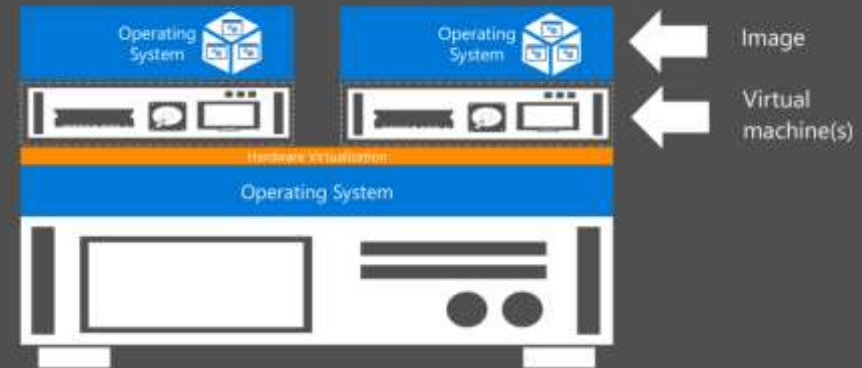 Operating
System
Operating
System
Image
Virtual
machine(s)
Hardware Virtualization
Operating System